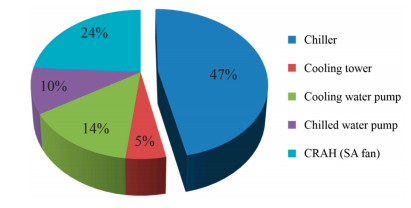 24%
47%
10%
14%
5%
Chiller
Cooling tower
Cooling water pump
Chilled water pump
CRAH (SA fan)